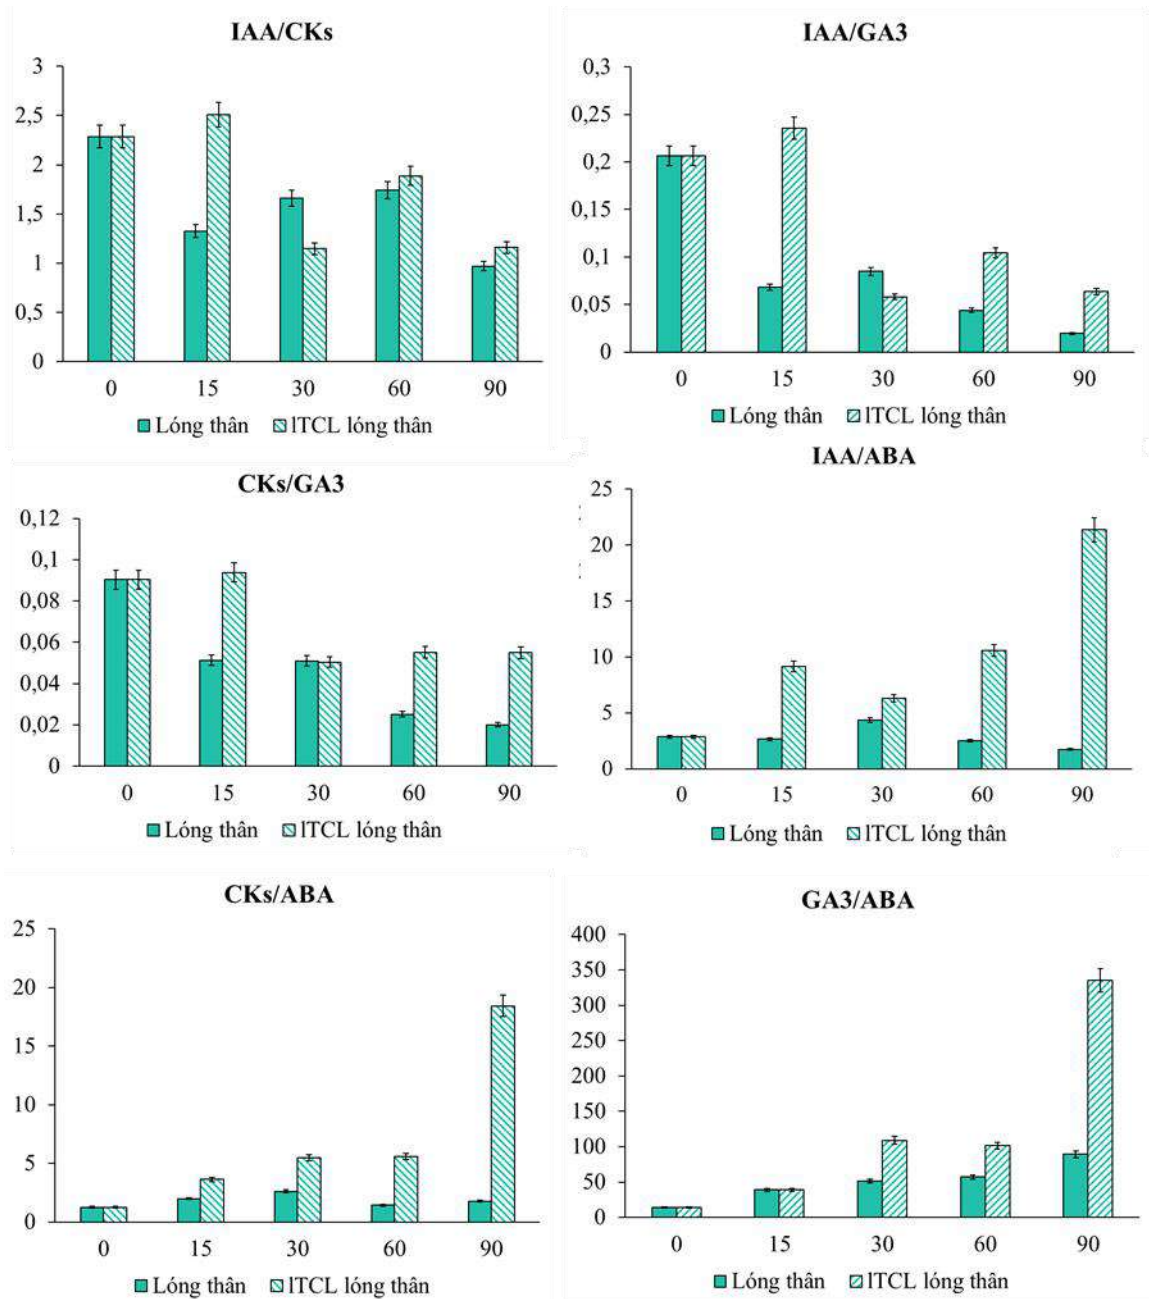 IAA/CKs
3
2,5
2
1,5
1
0,5
0
0 15 30 60 90
Lóng thân lTCL lóng thân
IAA/GA3
0,3
0,25
0,2
0,15
0,1
0,05
0
0 15 30 60 90
Lóng thân lTCL lóng thân
CKs/GA3
0,12
0,1
0,08
0,06
0,04
0,02
0
0 15 30 60 90
Lóng thân lTCL lóng thân
IAA/ABA
25
20
15
10
5
0
0 15 30 60 90
Lóng thân lTCL lóng thân
CKs/ABA
25
20
15
10
5
0
0 15 30 60 90
Lóng thân lTCL lóng thân
GA3/ABA
400
350
300
250
200
150
100
50
0
0 15 30 60 90
Lóng thân lTCL lóng thân